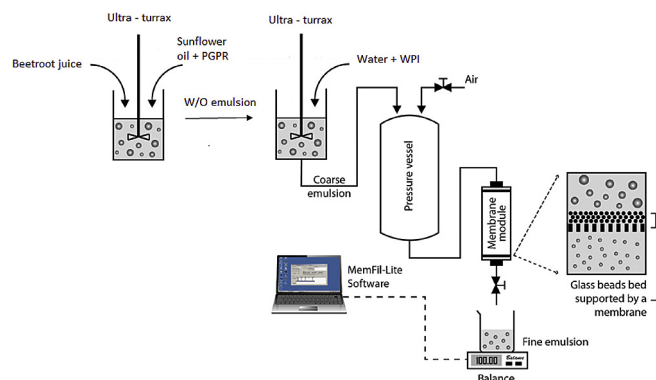 Ultra - turrax
Ultra - turrax
Sunflower
oil + PGPR
Beetroot juice
Water + WPI
W/O emulsion
Air
Coarse
emulsion
Pressure vessel
Membrane
module
MemFil-Lite
Software
Glass beads bed
supported by a
membrane
Fine emulsion
100.00
Balance
Balance